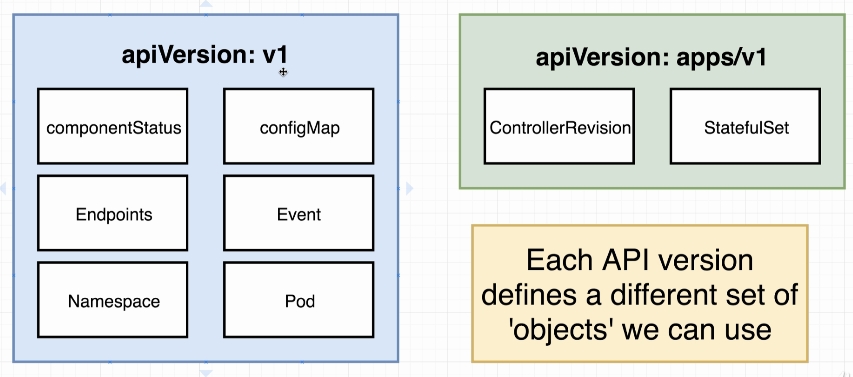 apiVersion: v1
componentStatus
configMap
Endpoints
Event
Namespace
Pod
apiVersion: apps/v1
ControllerRevision
StatefulSet
Each API version
defines a different set of
'objects' we can use